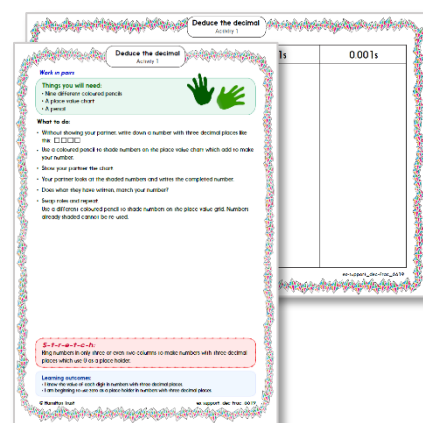 Deduce the decimal
Activity 1
1s
0.001s
ex-support_dec-frac_0619
Deduce the decimal
Activity 1
Work in pairs
Things you will need:
• Nine different coloured pencils
• A place value chart
• A pencil
What to do:
• Without showing your partner, write down a number with three decimal places like
this
• Use a coloured pencil to shade numbers on the place value chart which add to make
your number.
• Show your partner the chart
• Your partner looks at the shaded numbers and writes the completed number.
• Does what they have written, match your number?
• Swap roles and repeat.
Use a different coloured pencil to shade numbers on the place value grid. Numbers
already shaded cannot be re-used.
S-t-r-e-t-c-h:
Ring numbers in only three or even two columns to make numbers with three decimal
places which use 0 as a place holder.
Learning outcomes:
• I know the value of each digit in numbers with three decimal places.
• I am beginning to use zero as a place holder in numbers with three decimal places.
© Hamilton Trust
ex-support_dec-frac_0619